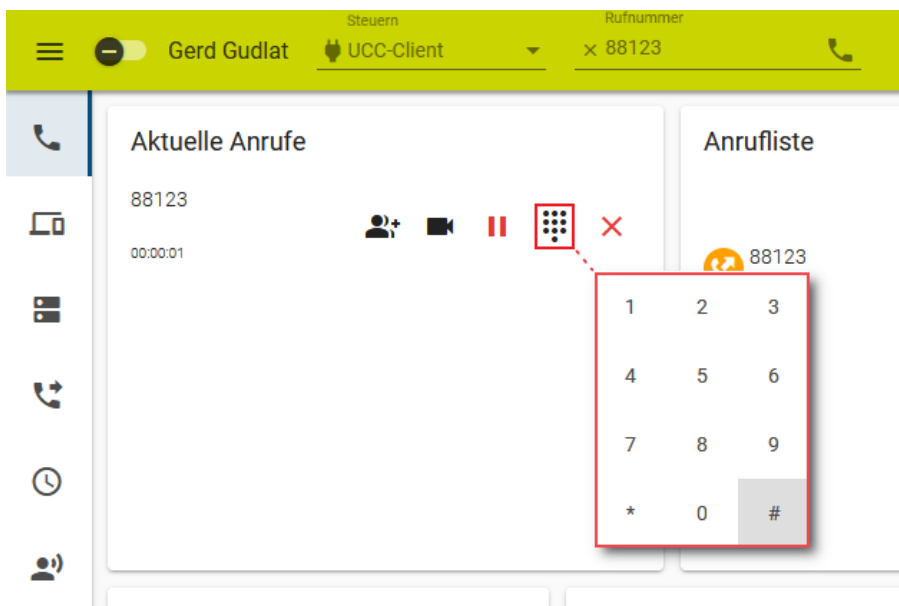 Steuern
Rufnummer
Gerd Gudlat
UCC-Client
88123
Aktuelle Anrufe
Anrufliste
88123
00:00:01
88123
1 2 3
4 5 6
7 8 9
* 0 #